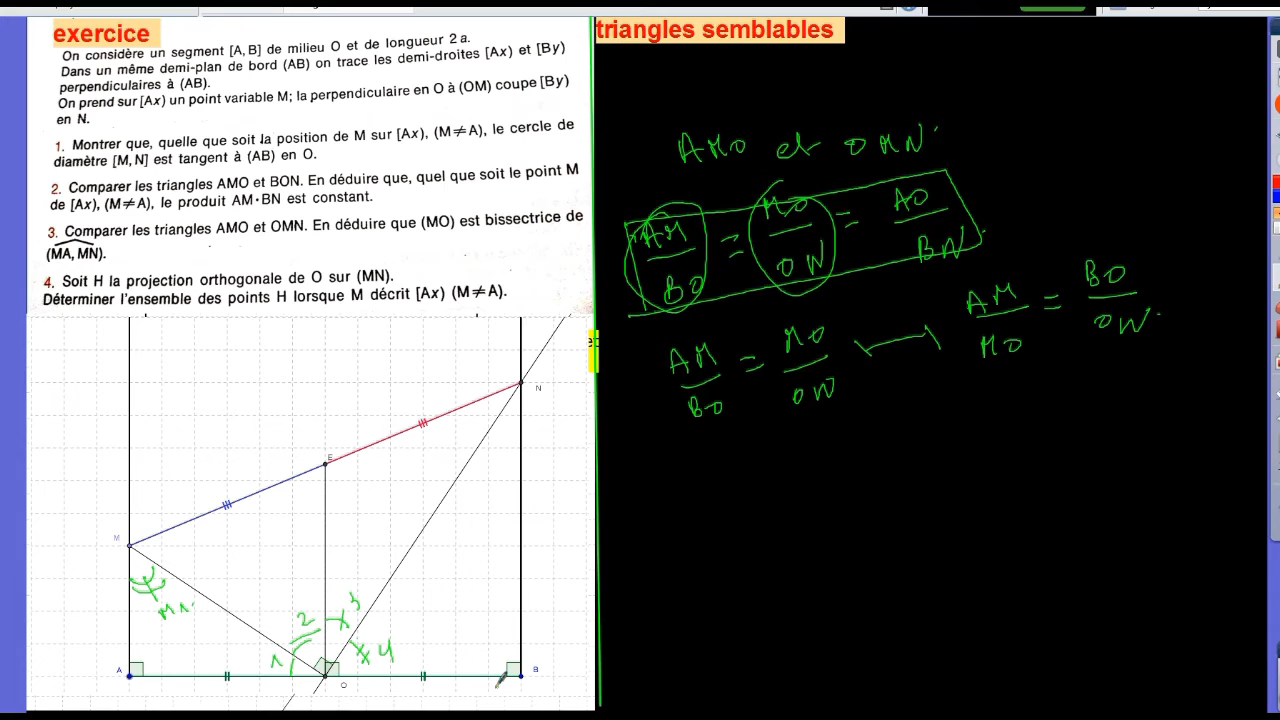 exercice
On considère un segment [A, B] de milieu O et de longueur 2 a.
Dans un même demi-plan de bord (AB) on trace les demi-droites [Ax) et [By)
perpendiculaires à (AB).
On prend sur [Ax) un point variable M; la perpendiculaire en O à (OM) coupe [By)
en N.
1. Montrer que, quelle que soit la position de M sur [Ax), (M≠A), le cercle de
diamètre [M, N] est tangent à (AB) en O.
2. Comparer les triangles AMO et BON. En déduire que, quel que soit le point M
de [Ax), (M≠A), le produit AM·BN est constant.
3. Comparer les triangles AMO et OMN. En déduire que (MO) est bissectrice de
(MA, MN).
4. Soit H la projection orthogonale de O sur (MN).
Déterminer l'ensemble des points H lorsque M décrit [Ax) (M≠A).
N
E
M
M1
2
3
1
4
A
O
B
triangles semblables
AMO et OMN
AM/BO = MO/ON = AO/BN
AM/BO = MO/ON AM/MO = BO/ON